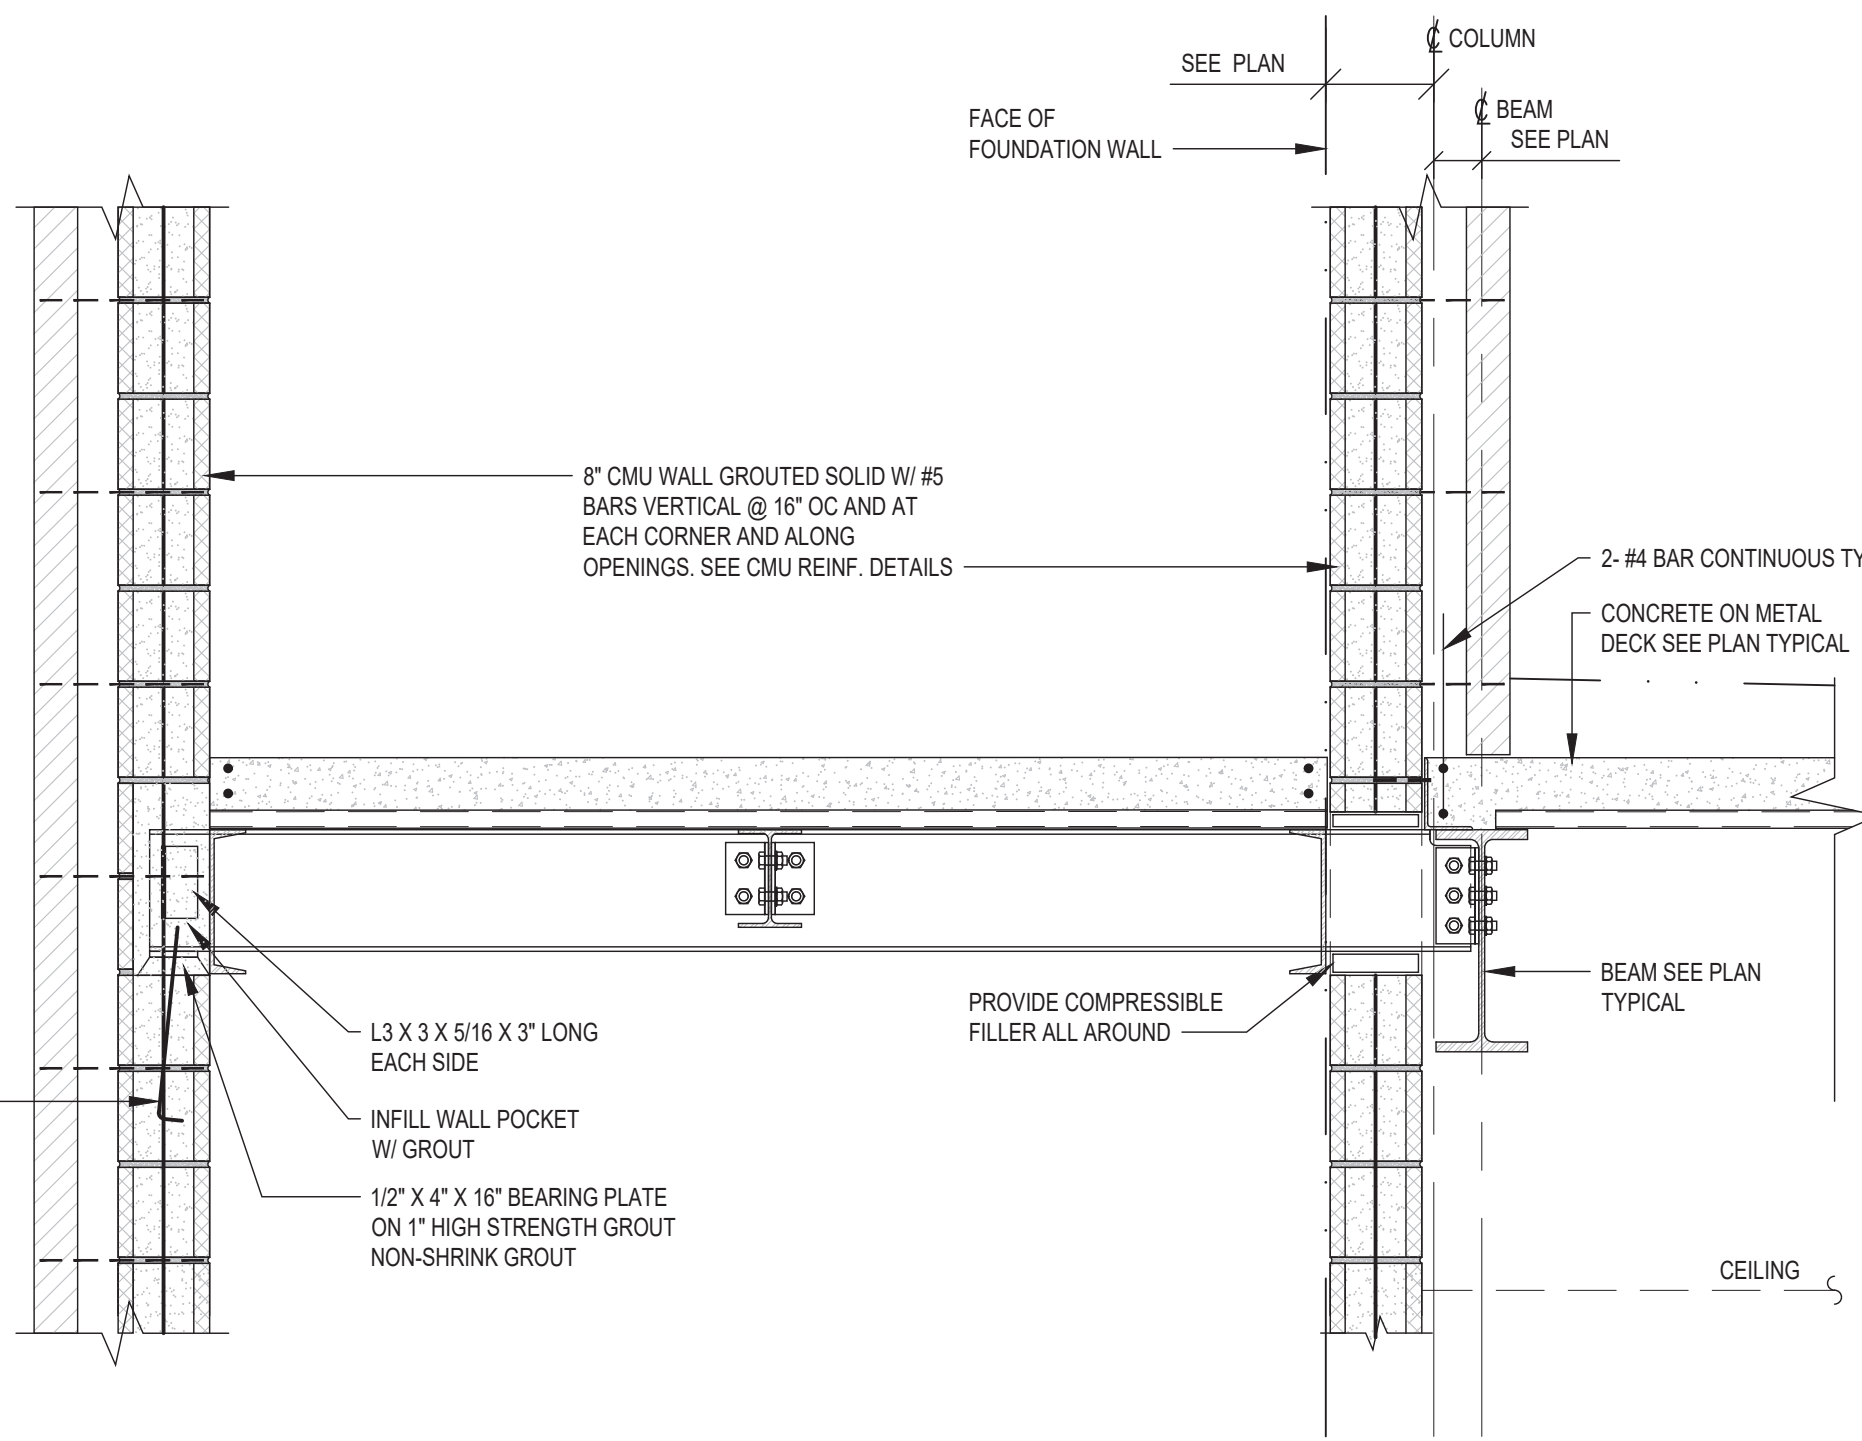 ℄ COLUMN
SEE PLAN
℄ BEAM
SEE PLAN
FACE OF
FOUNDATION WALL
8" CMU WALL GROUTED SOLID W/ #5
BARS VERTICAL @ 16" OC AND AT
EACH CORNER AND ALONG
OPENINGS. SEE CMU REINF. DETAILS
2- #4 BAR CONTINUOUS TY
CONCRETE ON METAL
DECK SEE PLAN TYPICAL
BEAM SEE PLAN
TYPICAL
PROVIDE COMPRESSIBLE
FILLER ALL AROUND
L3 X 3 X 5/16 X 3" LONG
EACH SIDE
INFILL WALL POCKET
W/ GROUT
1/2" X 4" X 16" BEARING PLATE
ON 1" HIGH STRENGTH GROUT
NON-SHRINK GROUT
CEILING